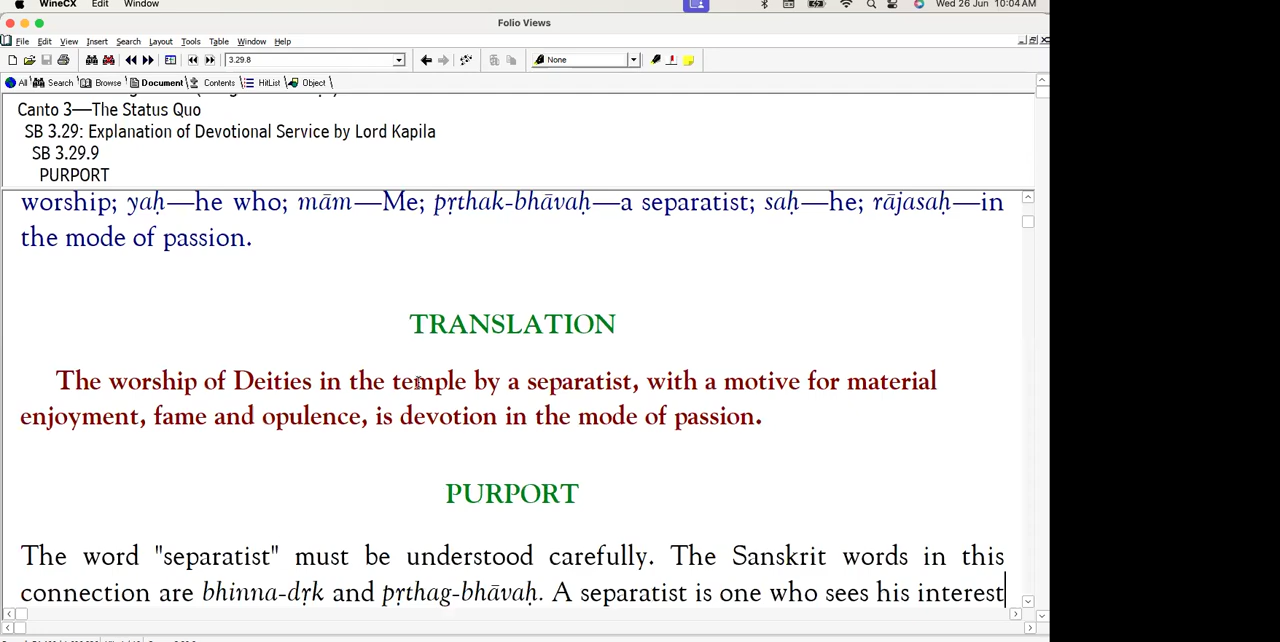 WineCX Edit Window Wed 26 Jun 10:04 AM
Folio Views
File Edit View Insert Search Layout Tools Table Window Help
3.29.8 None
All Search Browse Document Contents HitList Object
Canto 3—The Status Quo
SB 3.29: Explanation of Devotional Service by Lord Kapila
SB 3.29.9
PURPORT
worship; yaḥ—he who; mām—Me; pṛthak-bhāvaḥ—a separatist; saḥ—he; rājasaḥ—in
the mode of passion.
TRANSLATION
The worship of Deities in the temple by a separatist, with a motive for material
enjoyment, fame and opulence, is devotion in the mode of passion.
PURPORT
The word "separatist" must be understood carefully. The Sanskrit words in this
connection are bhinna-dṛk and pṛthag-bhāvaḥ. A separatist is one who sees his interest